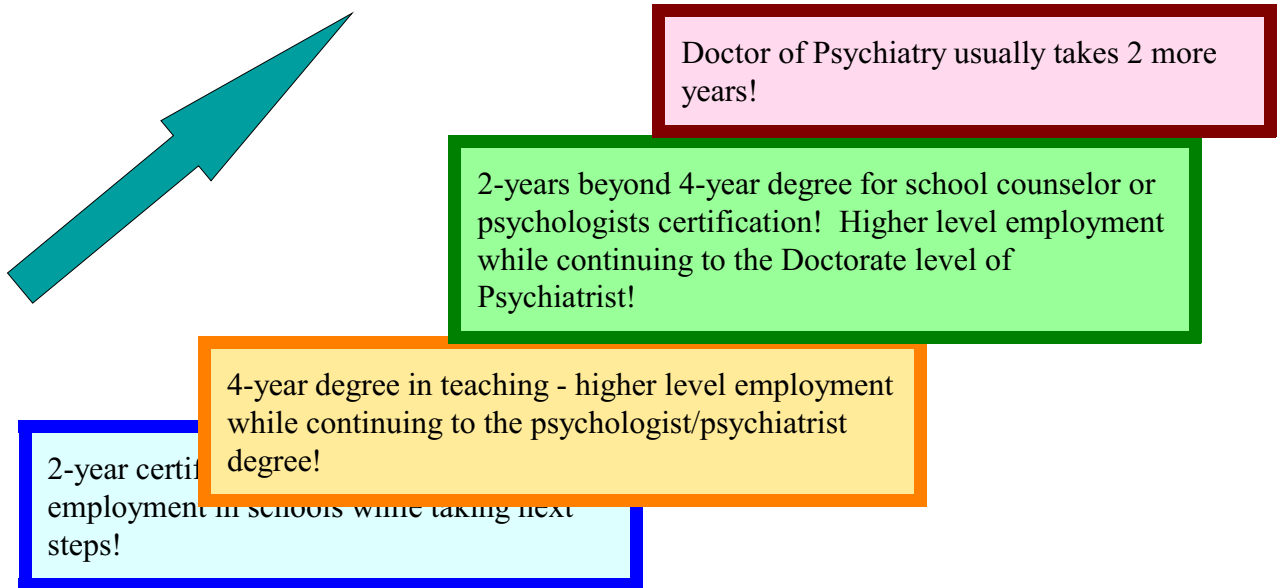 Doctor of Psychiatry usually takes 2 more
years!
2-years beyond 4-year degree for school counselor or
psychologists certification!  Higher level employment
while continuing to the Doctorate level of
Psychiatrist!
4-year degree in teaching - higher level employment
while continuing to the psychologist/psychiatrist
degree!
2-year
employment in schools while taking next
steps!